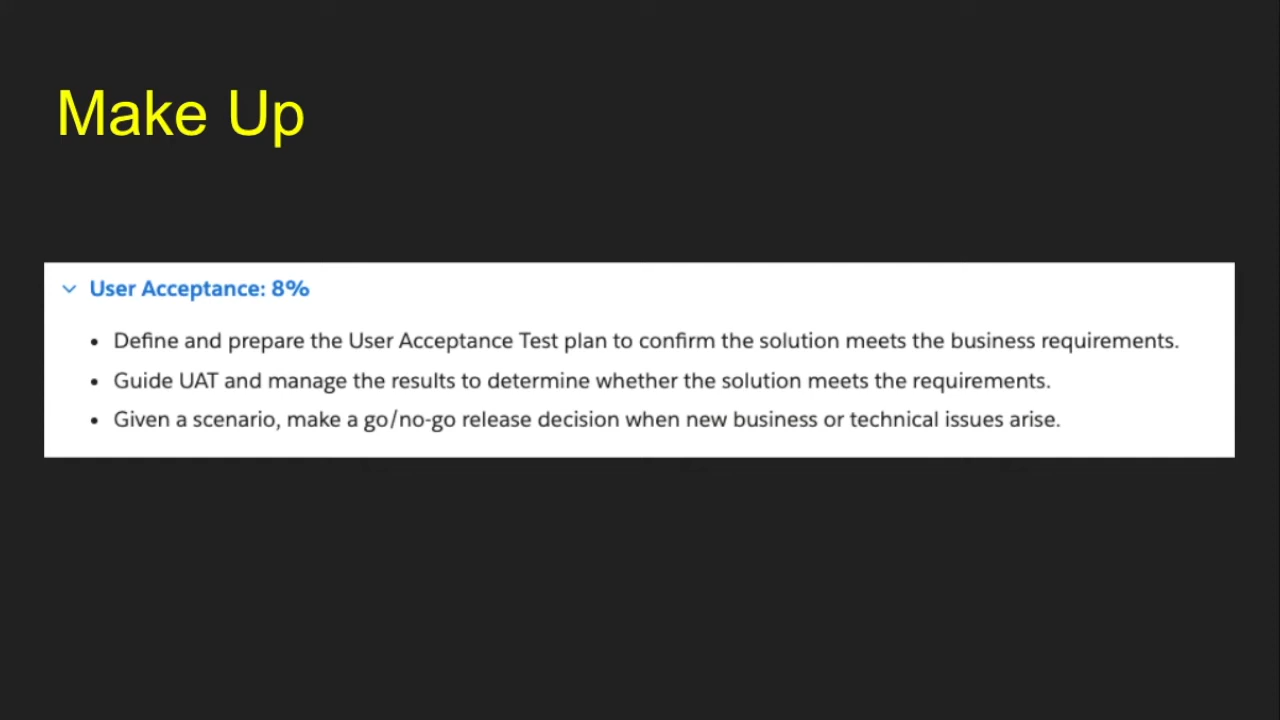 Make Up
User Acceptance: 8%
• Define and prepare the User Acceptance Test plan to confirm the solution meets the business requirements.
• Guide UAT and manage the results to determine whether the solution meets the requirements.
• Given a scenario, make a go/no-go release decision when new business or technical issues arise.